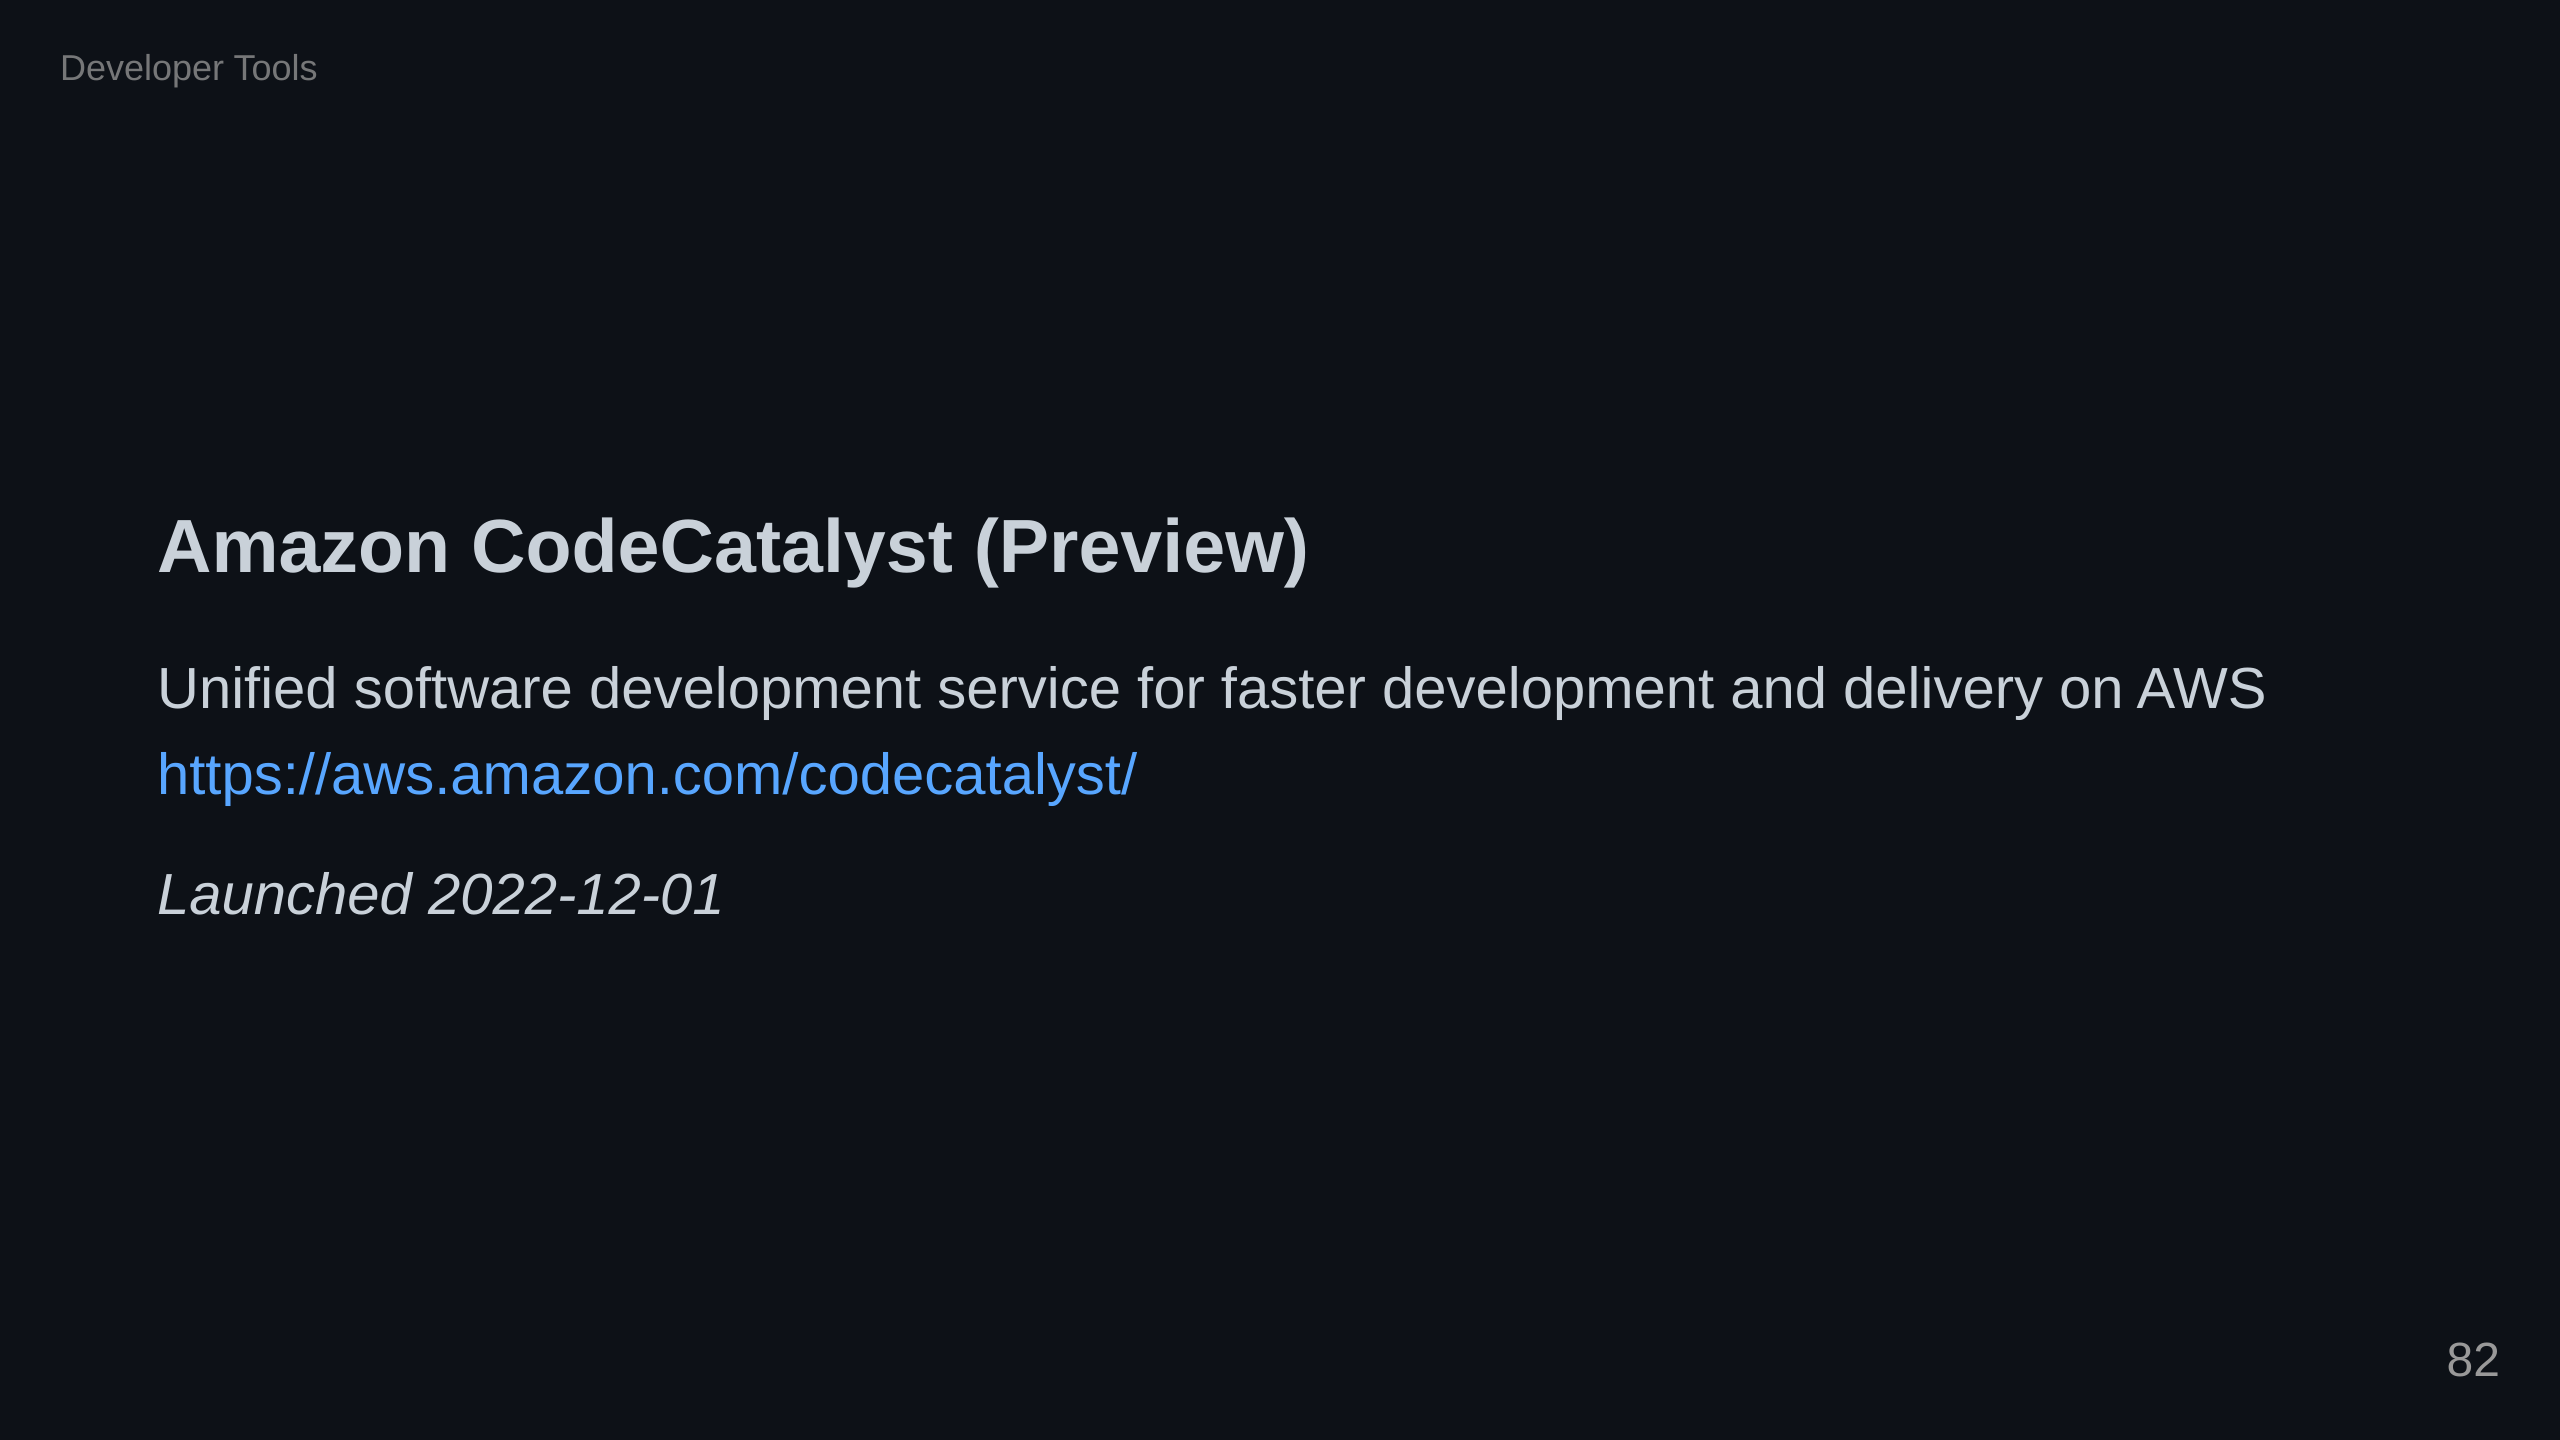 Developer Tools
Amazon CodeCatalyst (Preview)
Unified software development service for faster development and delivery on AWS
https://aws.amazon.com/codecatalyst/
Launched 2022-12-01
82